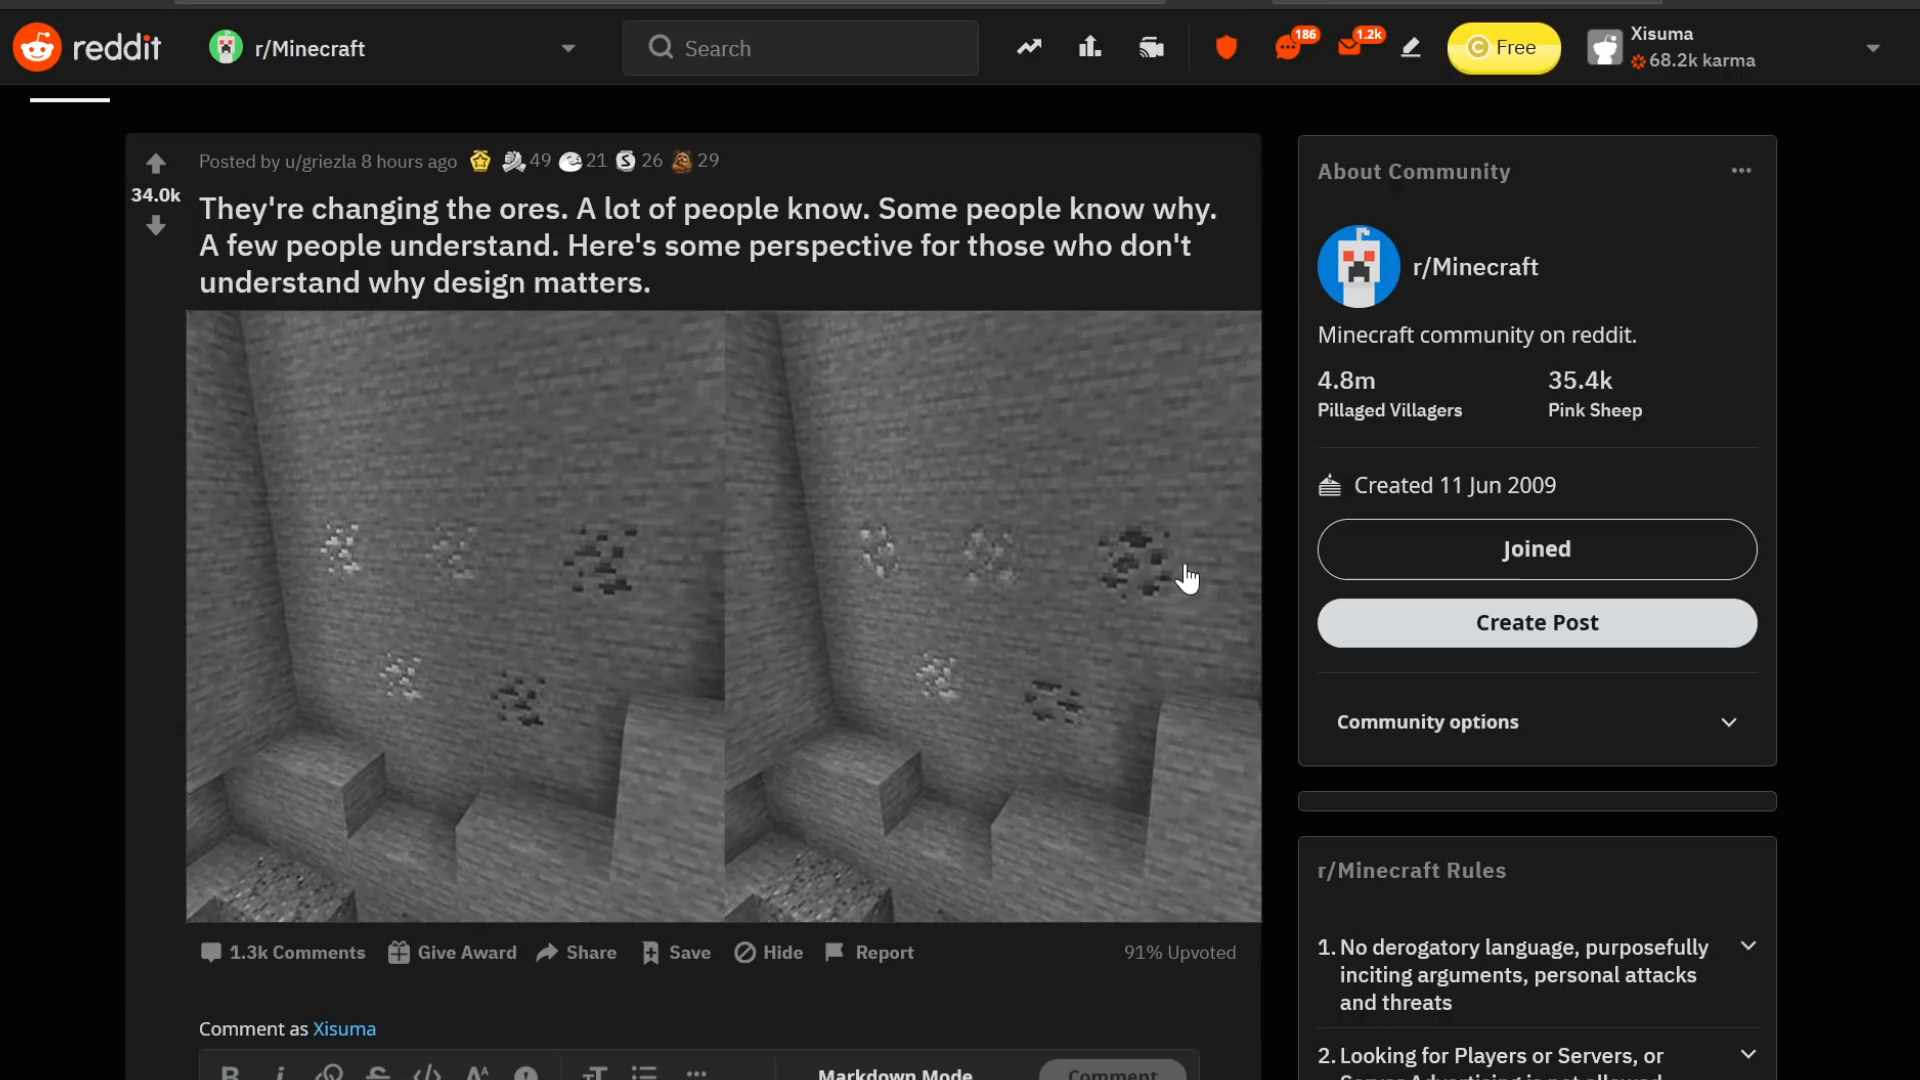 reddit
r/Minecraft
Search
186
1.2k
Free
Xisuma
68.2k karma
Posted by u/griezla 8 hours ago 49 21 26 29
34.0k
They're changing the ores. A lot of people know. Some people know why.
A few people understand. Here's some perspective for those who don't
understand why design matters.
1.3k Comments Give Award Share Save Hide Report 91% Upvoted
Comment as Xisuma
Markdown Mode
Comment
About Community
r/Minecraft
Minecraft community on reddit.
4.8m 35.4k
Pillaged Villagers Pink Sheep
Created 11 Jun 2009
Joined
Create Post
Community options
r/Minecraft Rules
1. No derogatory language, purposefully
inciting arguments, personal attacks
and threats
2. Looking for Players or Servers, or